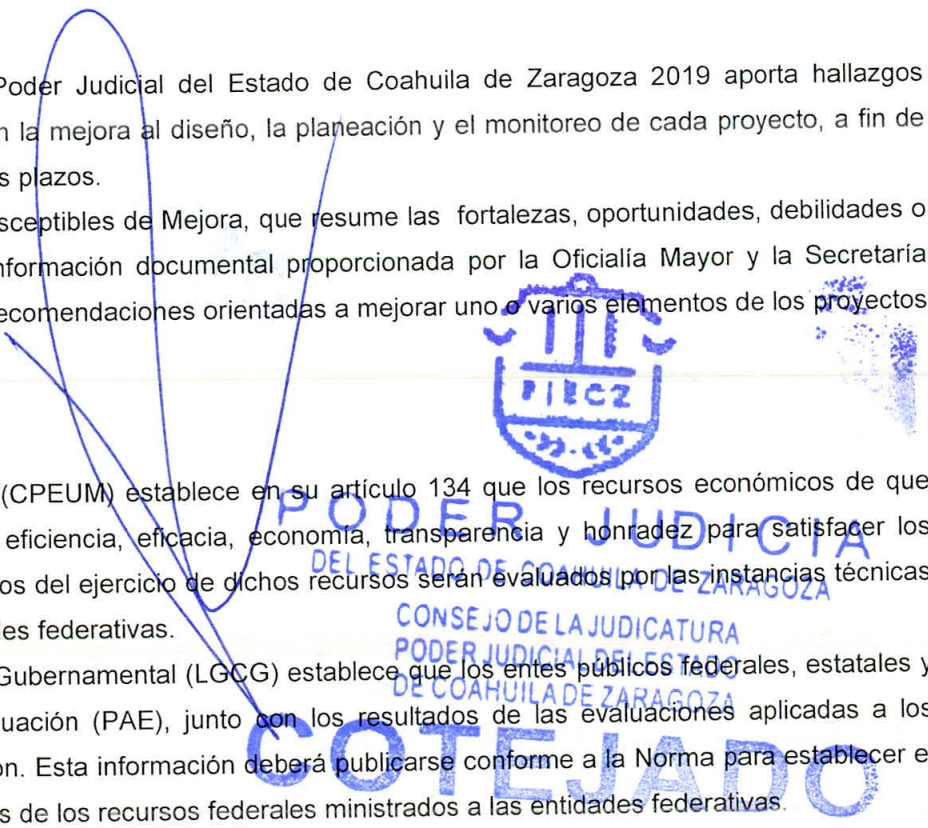 Poder Judicial del Estado de Coahuila de Zaragoza 2019 aporta hallazgos
n la mejora al diseño, la planeación y el monitoreo de cada proyecto, a fin de
s plazos.
sceptibles de Mejora, que resume las fortalezas, oportunidades, debilidades o
nformación documental proporcionada por la Oficialía Mayor y la Secretaría
ecomendaciones orientadas a mejorar uno o varios elementos de los proyectos
PJECZ
(CPEUM) establece en su artículo 134 que los recursos económicos de que
PODER JUDICIA
eficiencia, eficacia, economía, transparencia y honradez para satisfacer los
DEL ESTADO DE COAHUILA DE ZARAGOZA
os del ejercicio de dichos recursos serán evaluados por las instancias técnicas
CONSEJO DE LA JUDICATURA
les federativas.
PODER JUDICIAL DEL ESTADO
Gubernamental (LGCG) establece que los entes públicos federales, estatales y
DE COAHUILA DE ZARAGOZA
uación (PAE), junto con los resultados de las evaluaciones aplicadas a los
COTEJADO
ón. Esta información deberá publicarse conforme a la Norma para establecer e
s de los recursos federales ministrados a las entidades federativas.